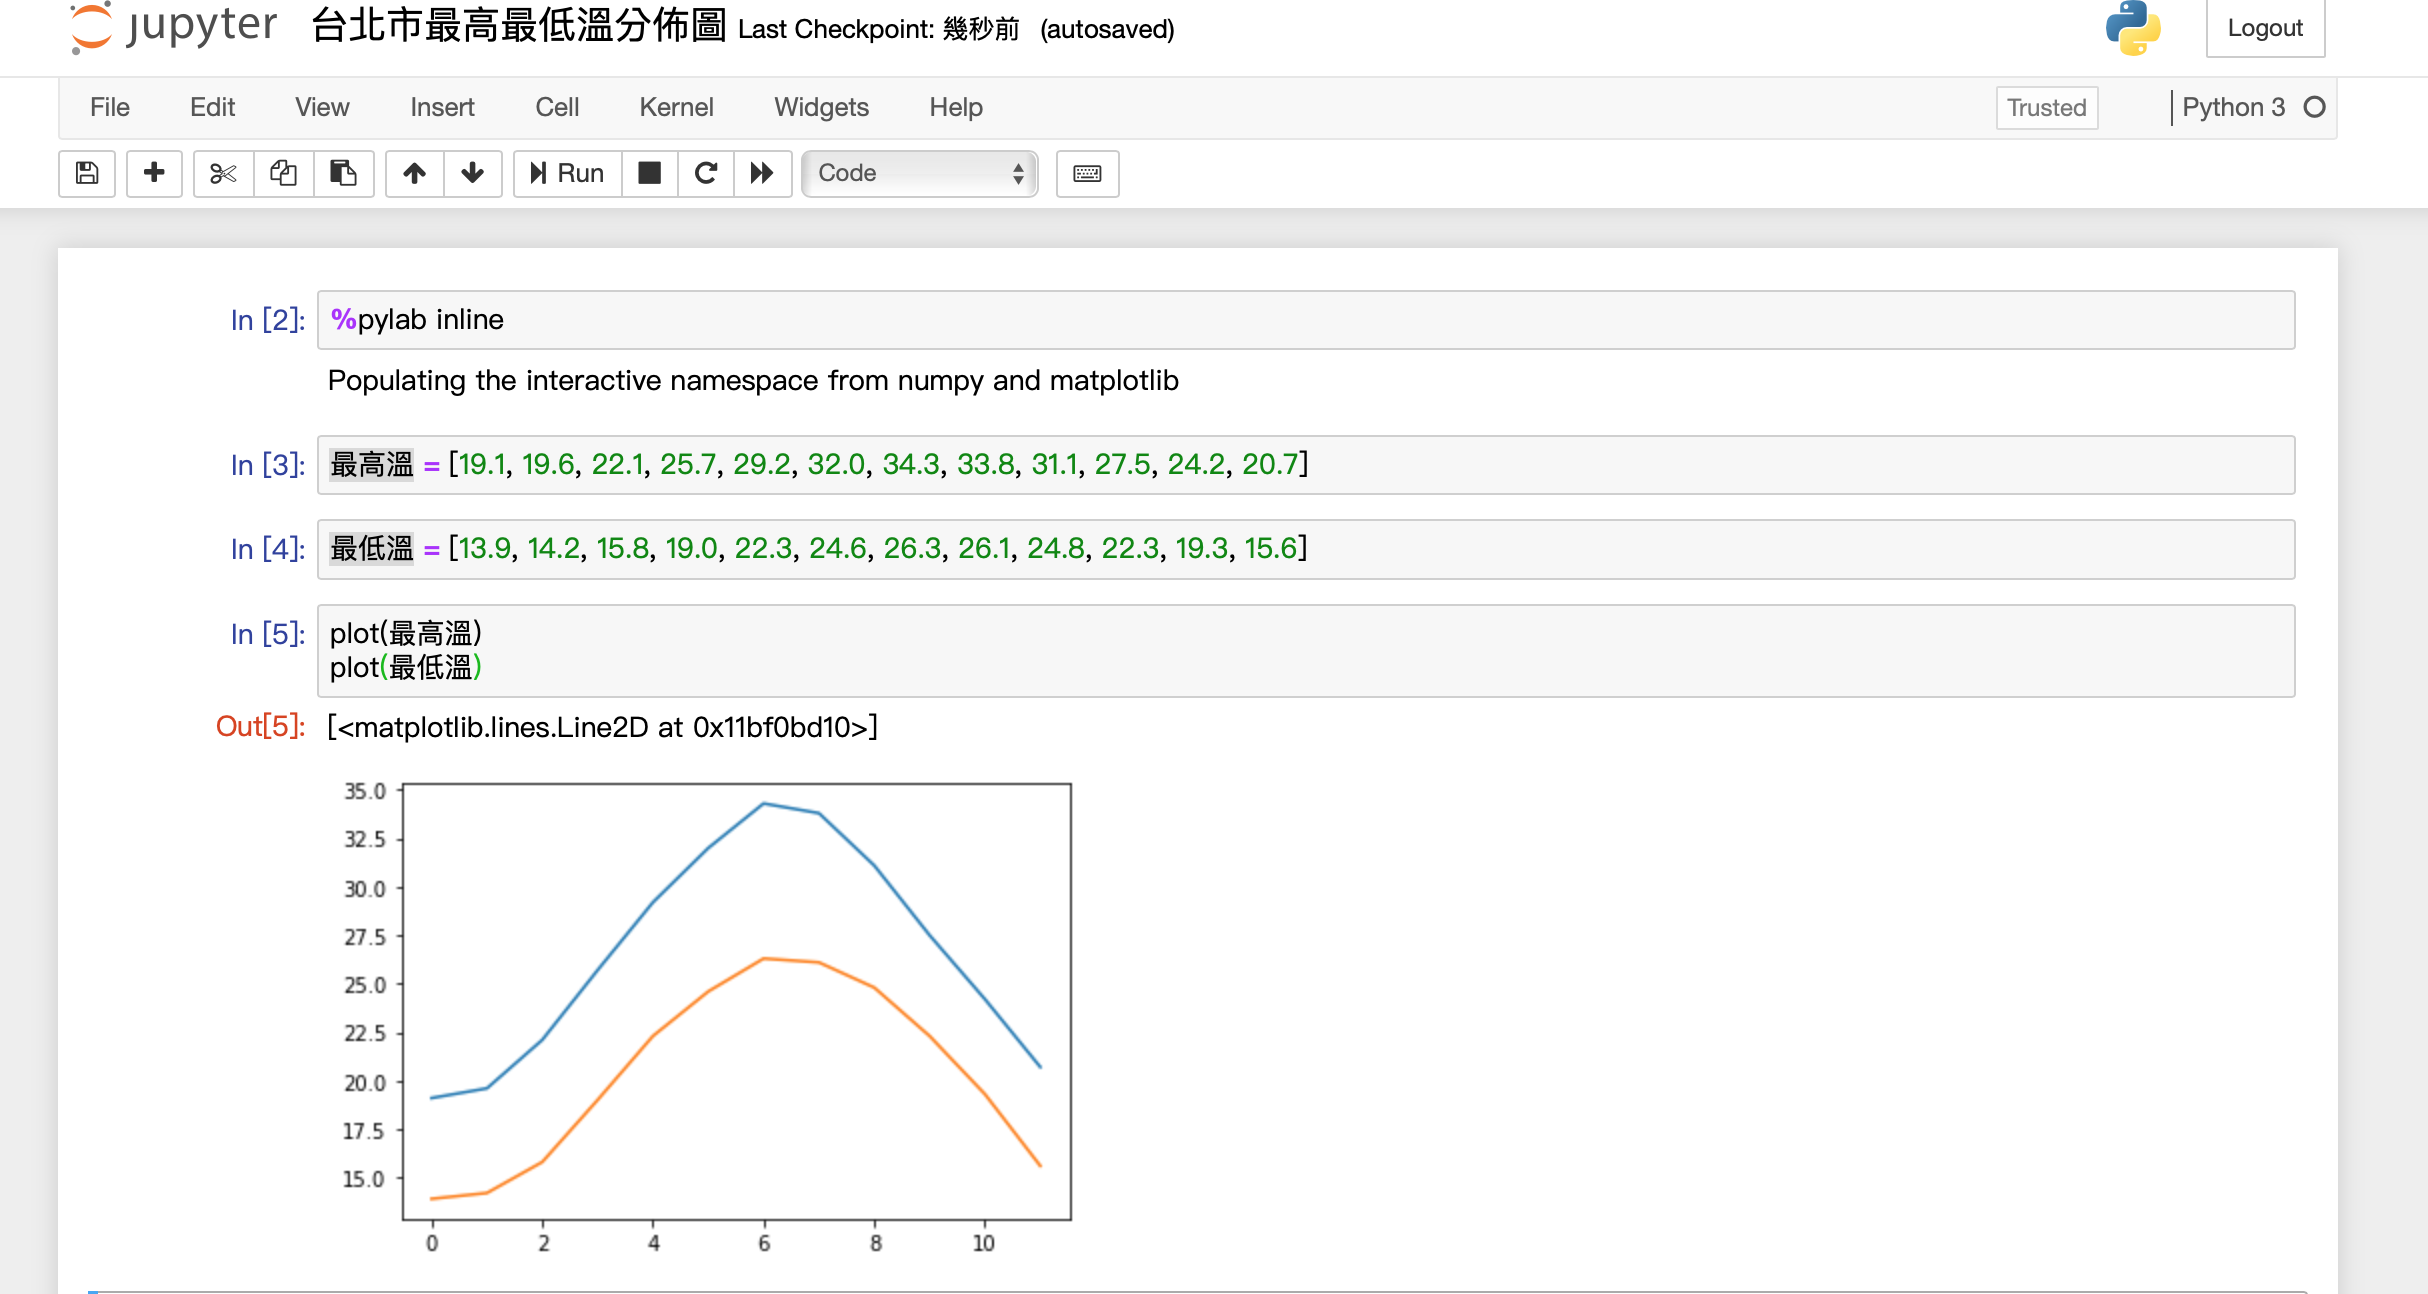 jupyter 台北市最高最低溫分佈圖 Last Checkpoint: 幾秒前 (autosaved) Logout
File Edit View Insert Cell Kernel Widgets Help Trusted Python 3
Run Code
In [2]: %pylab inline
Populating the interactive namespace from numpy and matplotlib
In [3]: 最高溫 = [19.1, 19.6, 22.1, 25.7, 29.2, 32.0, 34.3, 33.8, 31.1, 27.5, 24.2, 20.7]
In [4]: 最低溫 = [13.9, 14.2, 15.8, 19.0, 22.3, 24.6, 26.3, 26.1, 24.8, 22.3, 19.3, 15.6]
In [5]: plot(最高溫)
plot(最低溫)
Out[5]: [<matplotlib.lines.Line2D at 0x11bf0bd10>]
35.0
32.5
30.0
27.5
25.0
22.5
20.0
17.5
15.0
0 2 4 6 8 10